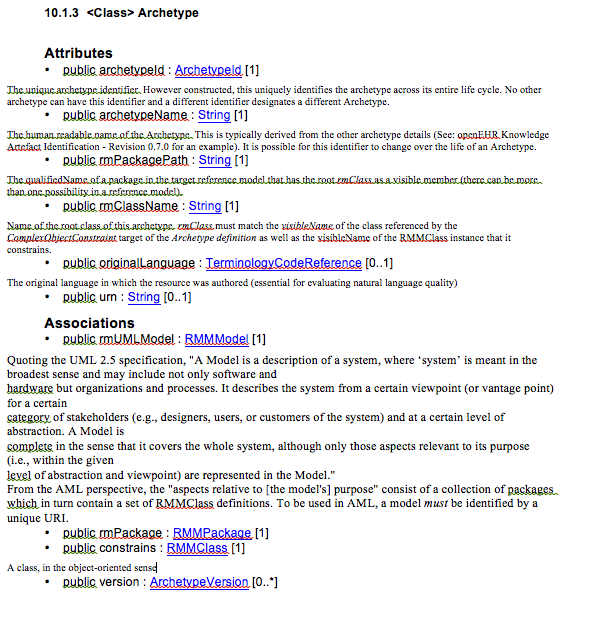 10.1.3 <Class> Archetype
Attributes
• public archetypeId : ArchetypeId [1]
The unique archetype identifier. However constructed, this uniquely identifies the archetype across its entire life cycle. No other
archetype can have this identifier and a different identifier designates a different Archetype.
• public archetypeName : String [1]
The human readable name of the Archetype. This is typically derived from the other archetype details (See: openEHR Knowledge
Artefact Identification - Revision 0.7.0 for an example). It is possible for this identifier to change over the life of an Archetype.
• public rmPackagePath : String [1]
The qualifiedName of a package in the target reference model that has the root rmClass as a visible member (there can be more
than one possibility in a reference model).
• public rmClassName : String [1]
Name of the root class of this archetype. rmClass must match the visibleName of the class referenced by the
ComplexObjectConstraint target of the Archetype definition as well as the visibleName of the RMMClass instance that it
constrains.
• public originalLanguage : TerminologyCodeReference [0..1]
The original language in which the resource was authored (essential for evaluating natural language quality)
• public urn : String [0..1]
Associations
• public rmUMLModel : RMMModel [1]
Quoting the UML 2.5 specification, "A Model is a description of a system, where ‘system’ is meant in the
broadest sense and may include not only software and
hardware but organizations and processes. It describes the system from a certain viewpoint (or vantage point)
for a certain
category of stakeholders (e.g., designers, users, or customers of the system) and at a certain level of
abstraction. A Model is
complete in the sense that it covers the whole system, although only those aspects relevant to its purpose
(i.e., within the given
level of abstraction and viewpoint) are represented in the Model."
From the AML perspective, the "aspects relative to [the model's] purpose" consist of a collection of packages
which in turn contain a set of RMMClass definitions. To be used in AML, a model must be identified by a
unique URI.
• public rmPackage : RMMPackage [1]
• public constrains : RMMClass [1]
A class, in the object-oriented sense
• public version : ArchetypeVersion [0..*]